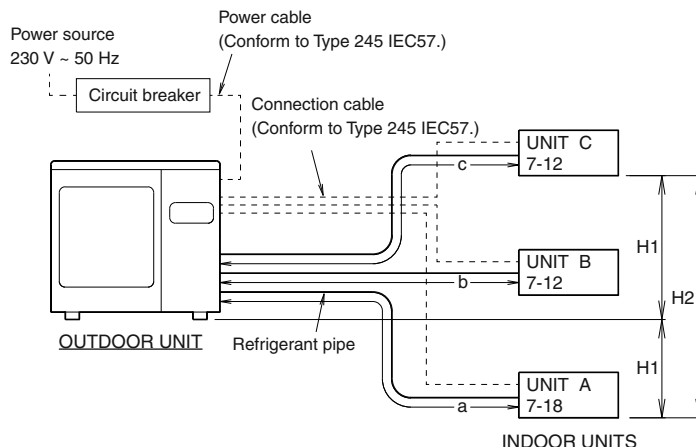 Power source
230 V ~ 50 Hz
Power cable
(Conform to Type 245 IEC57.)
Circuit breaker
Connection cable
(Conform to Type 245 IEC57.)
UNIT C
7-12
c
H1
H2
UNIT B
7-12
b
OUTDOOR UNIT
Refrigerant pipe
H1
UNIT A
7-18
a
INDOOR UNITS